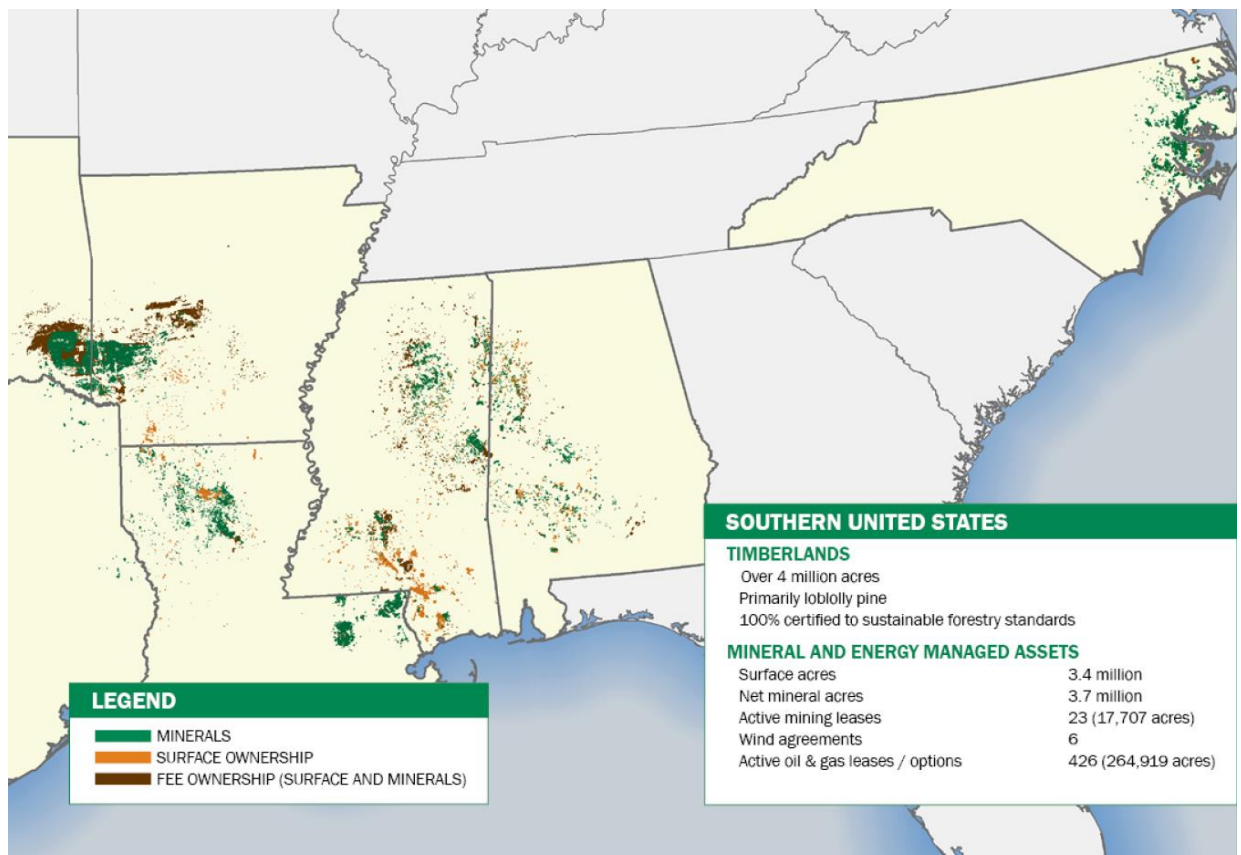 SOUTHERN UNITED STATES
TIMBERLANDS
Over 4 million acres
Primarily loblolly pine
100% certified to sustainable forestry standards
MINERAL AND ENERGY MANAGED ASSETS
Surface acres 3.4 million
Net mineral acres 3.7 million
Active mining leases 23 (17,707 acres)
Wind agreements 6
Active oil & gas leases / options 426 (264,919 acres)
LEGEND
MINERALS
SURFACE OWNERSHIP
FEE OWNERSHIP (SURFACE AND MINERALS)